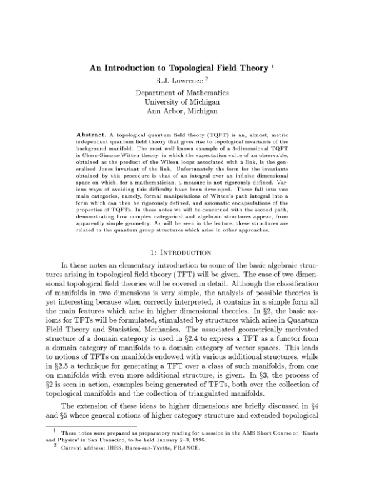 An Introduction to Topological Field Theory ¹
R.J. Lawrence ²
Department of Mathematics
University of Michigan
Ann Arbor, Michigan
Abstract. A topological quantum field theory (TQFT) is an, almost, metric
independent quantum field theory that gives rise to topological invariants of the
background manifold. The most well known example of a 3-dimensional TQFT
is Chern-Simons-Witten theory, in which the expectation value of an observable,
obtained as the product of the Wilson loops associated with a link, is the gen-
eralized Jones invariant of the link. Unfortunately the form for the invariants
obtained by this procedure is that of an integral over an infinite dimensional
space on which, for a mathematician, a measure is not rigorously defined. Var-
ious ways of avoiding this difficulty have been developed. These fall into two
main categories, namely, formal manipulations of Witten's path integral into a
form which can then be rigorously defined, and axiomatic encapsulations of the
properties of TQFTs. In these notes we will be concerned with the second path,
demonstrating how complex categorical and algebraic structures appear, from
apparently simple geometry. As will be seen in the lecture, these structures are
related to the quantum group structures which arise in other approaches.
1: Introduction
In these notes an elementary introduction to some of the basic algebraic struc-
tures arising in topological field theory (TFT) will be given. The case of two dimen-
sional topological field theories will be covered in detail. Although the classification
of manifolds in two dimensions is very simple, the analysis of possible theories is
yet interesting because when correctly interpreted, it contains in a simple form all
the main features which arise in higher dimensional theories. In §2, the basic ax-
ioms for TFTs will be formulated, stimulated by structures which arise in Quantum
Field Theory and Statistical Mechanics. The associated geometrically motivated
structure of a domain category is used in §2.4 to express a TFT as a functor from
a domain category of manifolds to a domain category of vector spaces. This leads
to notions of TFTs on manifolds endowed with various additional structures, while
in §2.5 a technique for generating a TFT over a class of such manifolds, from one
on manifolds with even more additional structure, is given. In §3, the process of
§2 is seen in action, examples being generated of TFTs, both over the collection of
topological manifolds and the collection of triangulated manifolds.
The extension of these ideas to higher dimensions are briefly discussed in §4
and §5 where general notions of higher category structure and extended topological
¹ These notes were prepared as preparatory reading for a session in the AMS Short Course on 'Knots
and Physics' in San Francisco, to be held January 2–3, 1995.
² Current address: IHES, Bures-sur-Yvette, FRANCE.